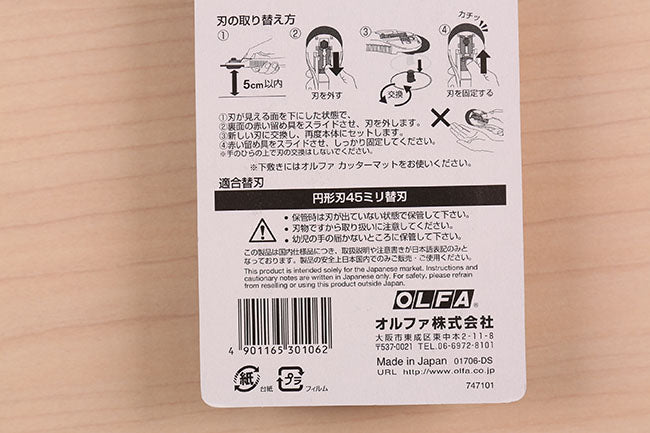 刃の取り替え方
① ② ③ ④
カチッ
5cm以内
刃を外す
交換
刃を固定する
①刃が見える面を下にした状態で、
②裏面の赤い留め具をスライドさせ、刃を外します。
③新しい刃に交換し、再度本体にセットします。
④赤い留め具をスライドさせ、しっかり固定してください。
※手のひらの上で刃の交換はしないでください。
※下敷きにはオルファ カッターマットをお使いください。
適合替刃
円形刃45ミリ替刃
• 保管時は刃が出ていない状態で保管して下さい。
• 刃物ですから取り扱いに注意してください。
• 幼児の手の届かないところに保管して下さい。
この製品は国内仕様品につき、取扱説明や注意書きが日本語表記のみと
なっております。製品の安全上日本国内でのみご販売・ご使用ください。
This product is intended solely for the Japanese market. Instructions and
cautionary notes are written in Japanese only. For safety, please refrain
from reselling or using this product outside Japan.
OLFA®
オルファ株式会社
大阪市東成区東中本2-11-8
〒537-0021 TEL.06-6972-8101
Made in Japan 01706-DS
URL http://www.olfa.co.jp
747101
4 901165 301062
紙 台紙
プラ フィルム